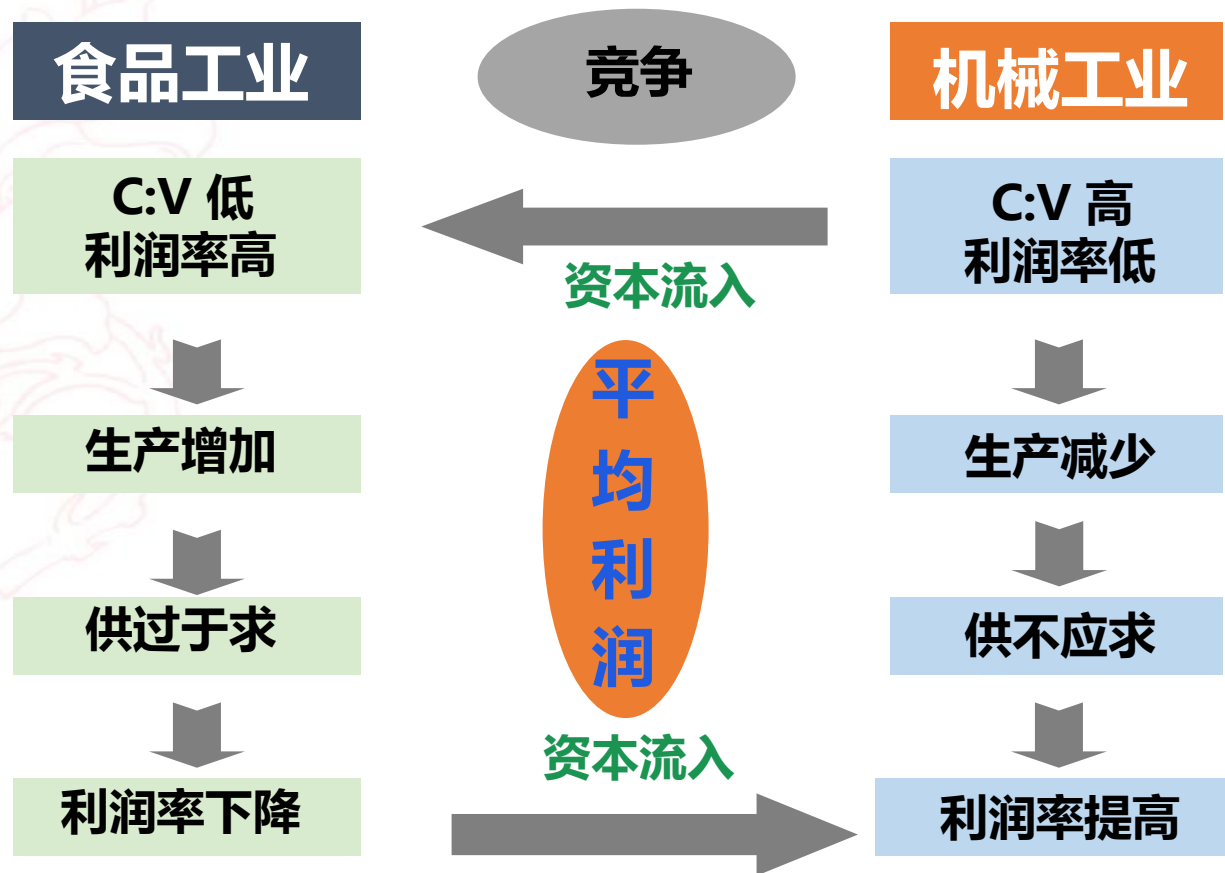 食品工业
竞争
机械工业
C:V 低
利润率高
C:V 高
利润率低
资本流入
平
均
利
润
生产增加
生产减少
供过于求
供不应求
资本流入
利润率下降
利润率提高